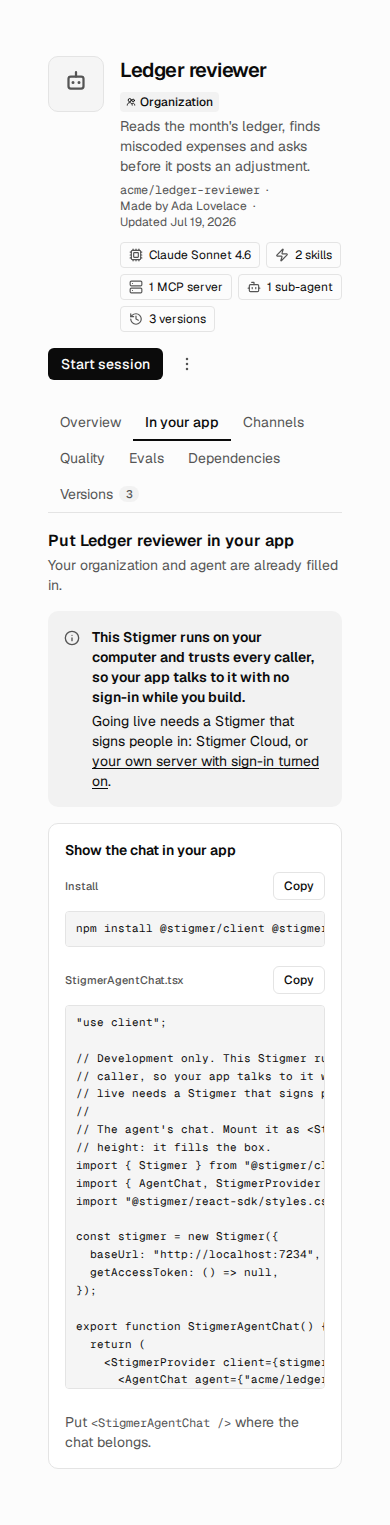 Ledger reviewer
Organization
Reads the month's ledger, finds
miscoded expenses and asks
before it posts an adjustment.
acme/ledger-reviewer ·
Made by Ada Lovelace ·
Updated Jul 19, 2026
Claude Sonnet 4.6
2 skills
1 MCP server
1 sub-agent
3 versions
Start session
Overview
In your app
Channels
Quality
Evals
Dependencies
Versions 3
Put Ledger reviewer in your app
Your organization and agent are already filled
in.
This Stigmer runs on your
computer and trusts every caller,
so your app talks to it with no
sign-in while you build.
Going live needs a Stigmer that
signs people in: Stigmer Cloud, or
your own server with sign-in turned
on.
Show the chat in your app
Install
Copy
npm install @stigmer/client @stigmer
StigmerAgentChat.tsx
Copy
"use client";
// Development only. This Stigmer ru
// caller, so your app talks to it w
// live needs a Stigmer that signs p
//
// The agent's chat. Mount it as <St
// height: it fills the box.
import { Stigmer } from "@stigmer/cl
import { AgentChat, StigmerProvider
import "@stigmer/react-sdk/styles.cs
const stigmer = new Stigmer({
baseUrl: "http://localhost:7234",
getAccessToken: () => null,
});
export function StigmerAgentChat() {
return (
<StigmerProvider client={stigmer
<AgentChat agent={"acme/ledger
Put <StigmerAgentChat /> where the
chat belongs.